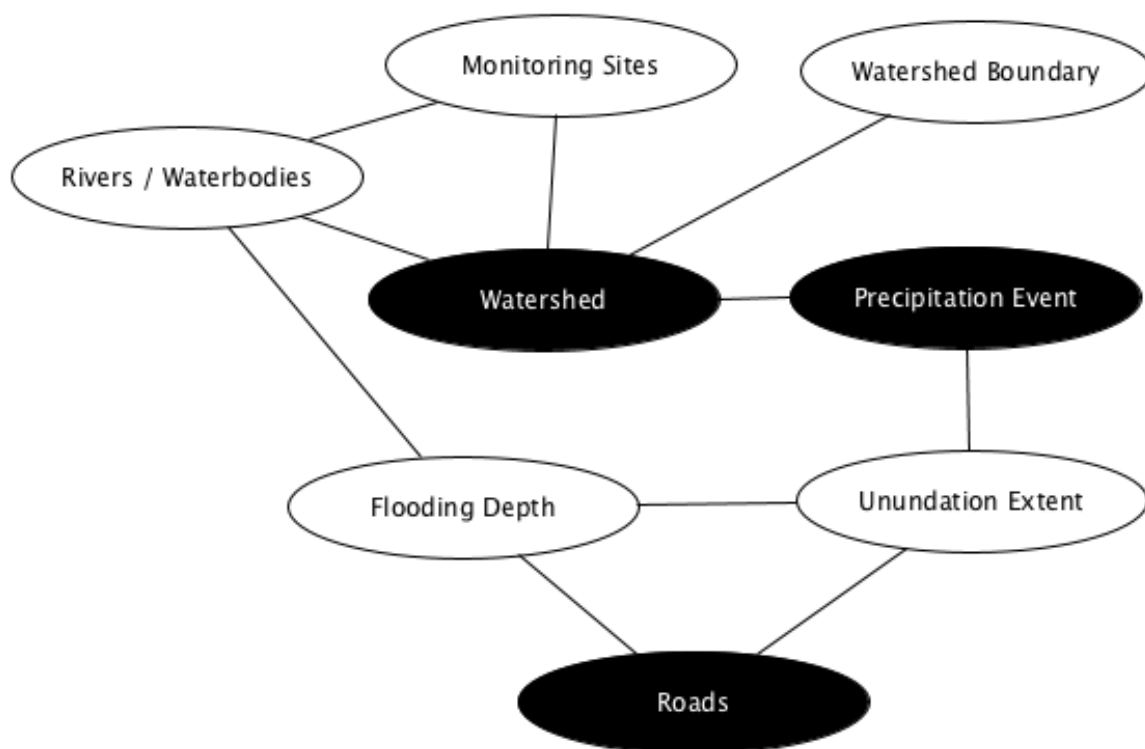 Monitoring Sites
Watershed Boundary
Rivers / Waterbodies
Watershed
Precipitation Event
Flooding Depth
Unundation Extent
Roads